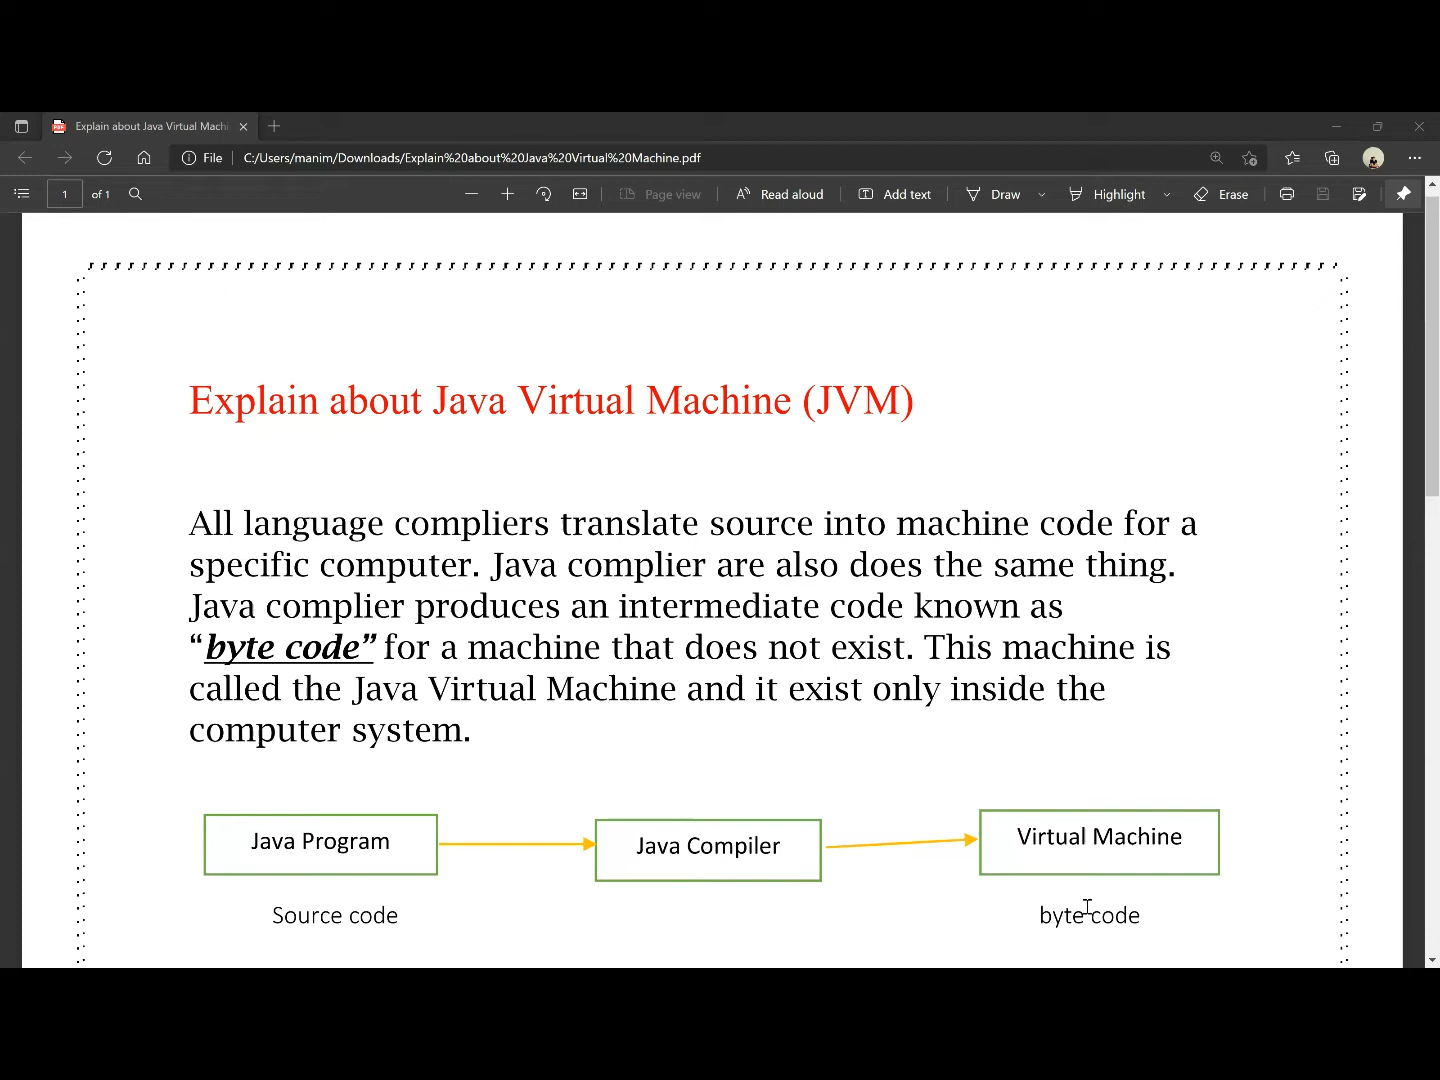 Explain about Java Virtual Machi
File C:/Users/manim/Downloads/Explain%20about%20Java%20Virtual%20Machine.pdf
1 of 1 Page view Read aloud Add text Draw Highlight Erase
Explain about Java Virtual Machine (JVM)
All language compliers translate source into machine code for a
specific computer. Java complier are also does the same thing.
Java complier produces an intermediate code known as
“byte code” for a machine that does not exist. This machine is
called the Java Virtual Machine and it exist only inside the
computer system.
Java Program Java Compiler Virtual Machine
Source code byte code